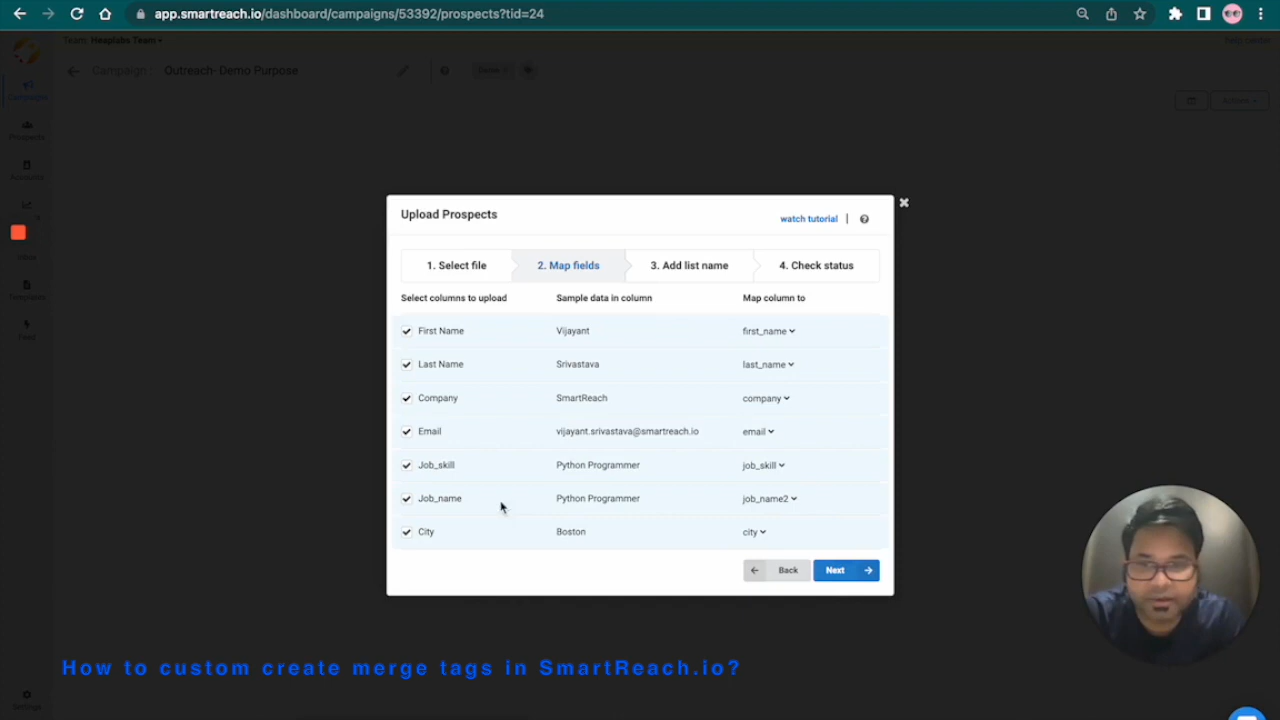 app.smartreach.io/dashboard/campaigns/53392/prospects?tid=24
Team: Hexplabs Team
Help center
Campaign Outreach- Demo Purpose
Campaigns
Actions
Prospects
Accounts
Inbox
Templates
Feed
Settings
Upload Prospects
watch tutorial |
1. Select file 2. Map fields 3. Add list name 4. Check status
Select columns to upload Sample data in column Map column to
First Name Vijayant first_name
Last Name Srivastava last_name
Company SmartReach company
Email vijayant.srivastava@smartreach.io email
Job_skill Python Programmer job_skill
Job_name Python Programmer job_name2
City Boston city
Back Next
How to custom create merge tags in SmartReach.io?